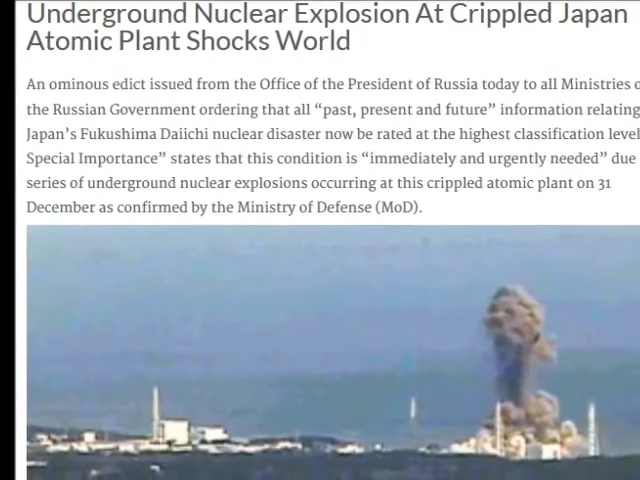 Underground Nuclear Explosion At Crippled Japan
Atomic Plant Shocks World
An ominous edict issued from the Office of the President of Russia today to all Ministries
the Russian Government ordering that all “past, present and future” information relating
Japan’s Fukushima Daiichi nuclear disaster now be rated at the highest classification level
Special Importance” states that this condition is “immediately and urgently needed” due
series of underground nuclear explosions occurring at this crippled atomic plant on 31
December as confirmed by the Ministry of Defense (MoD).